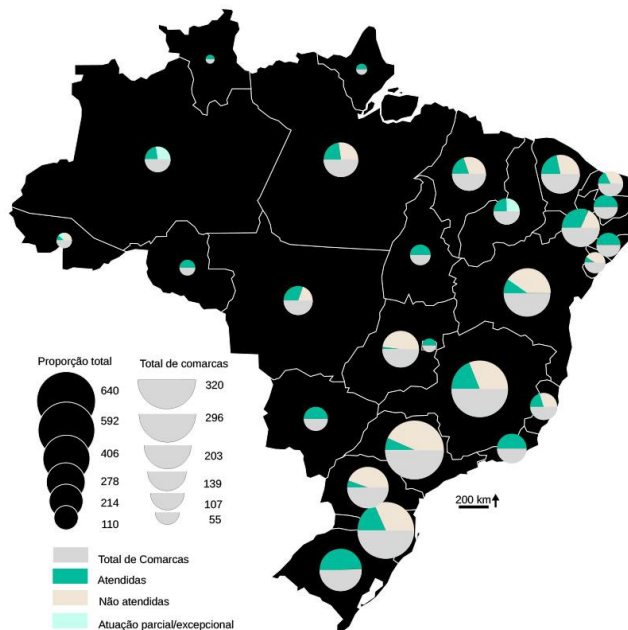 Proporção total
640
592
406
278
214
110
Total de comarcas
320
296
203
139
107
55
200 km
Total de Comarcas
Atendidas
Não atendidas
Atuação parcial/excepcional